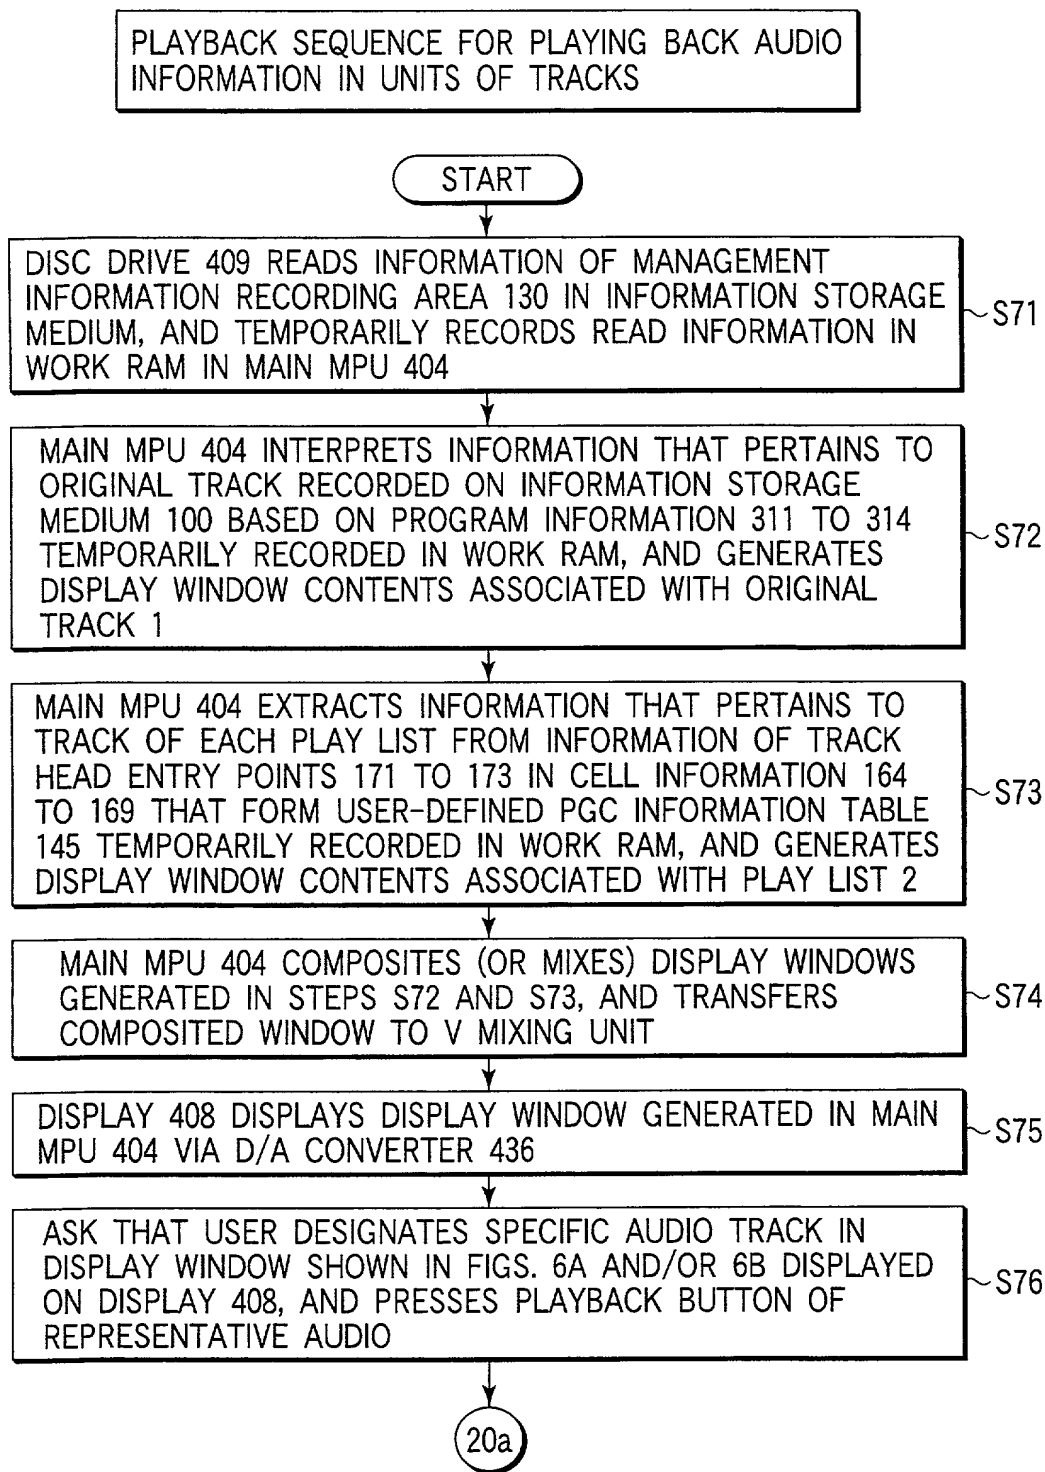 PLAYBACK SEQUENCE FOR PLAYING BACK AUDIO
INFORMATION IN UNITS OF TRACKS
START
DISC DRIVE 409 READS INFORMATION OF MANAGEMENT
INFORMATION RECORDING AREA 130 IN INFORMATION STORAGE
MEDIUM, AND TEMPORARILY RECORDS READ INFORMATION IN
WORK RAM IN MAIN MPU 404
S71
MAIN MPU 404 INTERPRETS INFORMATION THAT PERTAINS TO
ORIGINAL TRACK RECORDED ON INFORMATION STORAGE
MEDIUM 100 BASED ON PROGRAM INFORMATION 311 TO 314
TEMPORARILY RECORDED IN WORK RAM, AND GENERATES
DISPLAY WINDOW CONTENTS ASSOCIATED WITH ORIGINAL
TRACK 1
S72
MAIN MPU 404 EXTRACTS INFORMATION THAT PERTAINS TO
TRACK OF EACH PLAY LIST FROM INFORMATION OF TRACK
HEAD ENTRY POINTS 171 TO 173 IN CELL INFORMATION 164
TO 169 THAT FORM USER-DEFINED PGC INFORMATION TABLE
145 TEMPORARILY RECORDED IN WORK RAM, AND GENERATES
DISPLAY WINDOW CONTENTS ASSOCIATED WITH PLAY LIST 2
S73
MAIN MPU 404 COMPOSITES (OR MIXES) DISPLAY WINDOWS
GENERATED IN STEPS S72 AND S73, AND TRANSFERS
COMPOSITED WINDOW TO V MIXING UNIT
S74
DISPLAY 408 DISPLAYS DISPLAY WINDOW GENERATED IN MAIN
MPU 404 VIA D/A CONVERTER 436
S75
ASK THAT USER DESIGNATES SPECIFIC AUDIO TRACK IN
DISPLAY WINDOW SHOWN IN FIGS. 6A AND/OR 6B DISPLAYED
ON DISPLAY 408, AND PRESSES PLAYBACK BUTTON OF
REPRESENTATIVE AUDIO
S76
20a